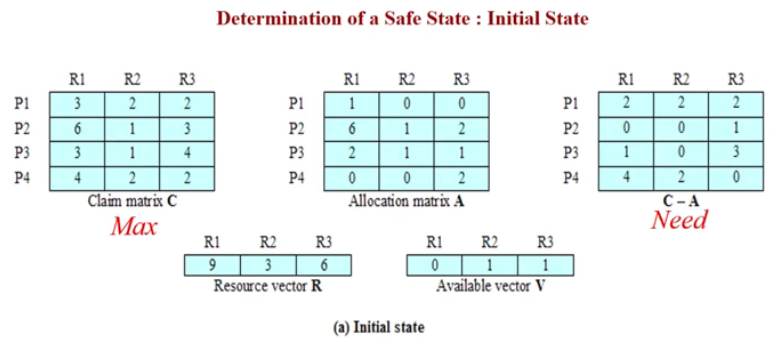 Determination of a Safe State : Initial State
R1 R2 R3 R1 R2 R3 R1 R2 R3
P1 3 2 2 P1 1 0 0 P1 2 2 2
P2 6 1 3 P2 6 1 2 P2 0 0 1
P3 3 1 4 P3 2 1 1 P3 1 0 3
P4 4 2 2 P4 0 0 2 P4 4 2 0
Claim matrix C Allocation matrix A C – A
Max Need
R1 R2 R3 R1 R2 R3
9 3 6 0 1 1
Resource vector R Available vector V
(a) Initial state